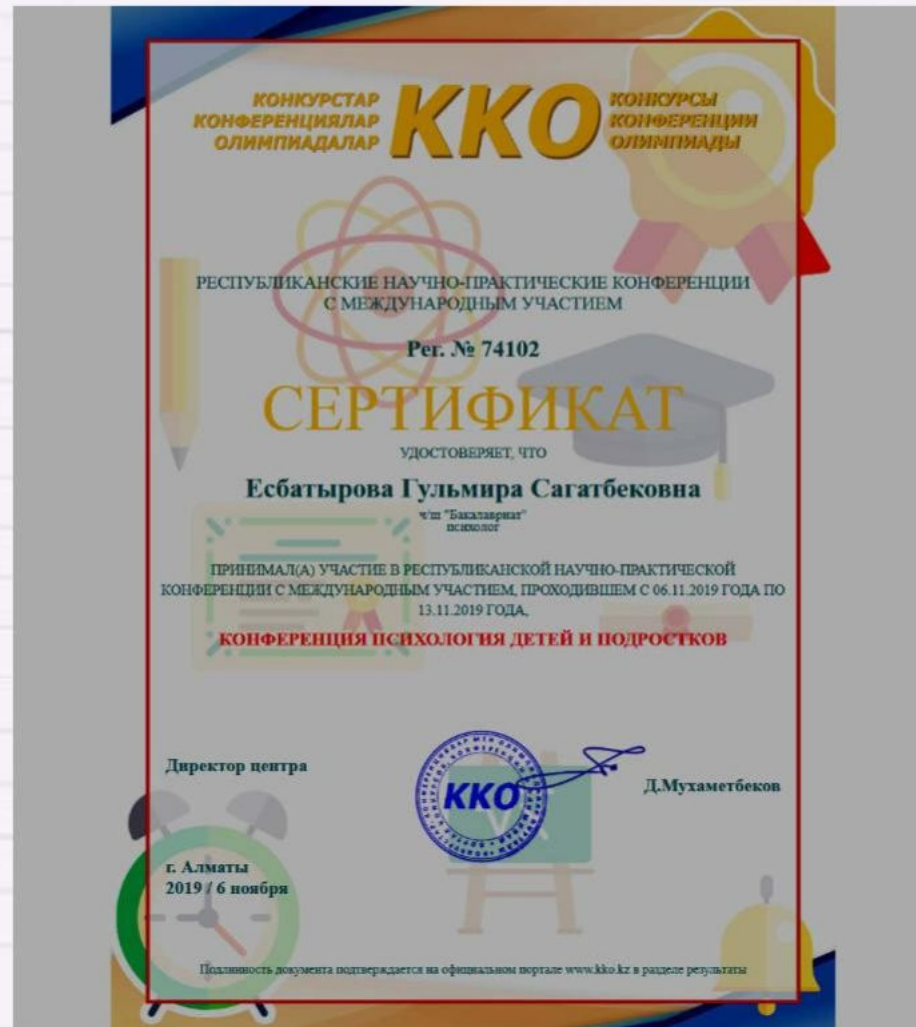 КОНКУРСТАР
КОНФЕРЕНЦИЯЛАР
ОЛИМПИАДАЛАР
ККО
КОНКУРСЫ
КОНФЕРЕНЦИИ
ОЛИМПИАДЫ
РЕСПУБЛИКАНСКИЕ НАУЧНО-ПРАКТИЧЕСКИЕ КОНФЕРЕНЦИИ
С МЕЖДУНАРОДНЫМ УЧАСТИЕМ
Рег. № 74102
СЕРТИФИКАТ
УДОСТОВЕРЯЕТ, ЧТО
Есбатырова Гульмира Сагатбековна
ч/ш "Бакалавриат"
психолог
ПРИНИМАЛ(А) УЧАСТИЕ В РЕСПУБЛИКАНСКОЙ НАУЧНО-ПРАКТИЧЕСКОЙ
КОНФЕРЕНЦИИ С МЕЖДУНАРОДНЫМ УЧАСТИЕМ, ПРОХОДИВШЕМ С 06.11.2019 ГОДА ПО
13.11.2019 ГОДА,
КОНФЕРЕНЦИЯ ПСИХОЛОГИЯ ДЕТЕЙ И ПОДРОСТКОВ
Директор центра
ККО
Д.Мухаметбеков
г. Алматы
2019 / 6 ноября
Подлинность документа подтверждается на официальном портале www.kko.kz в разделе результаты